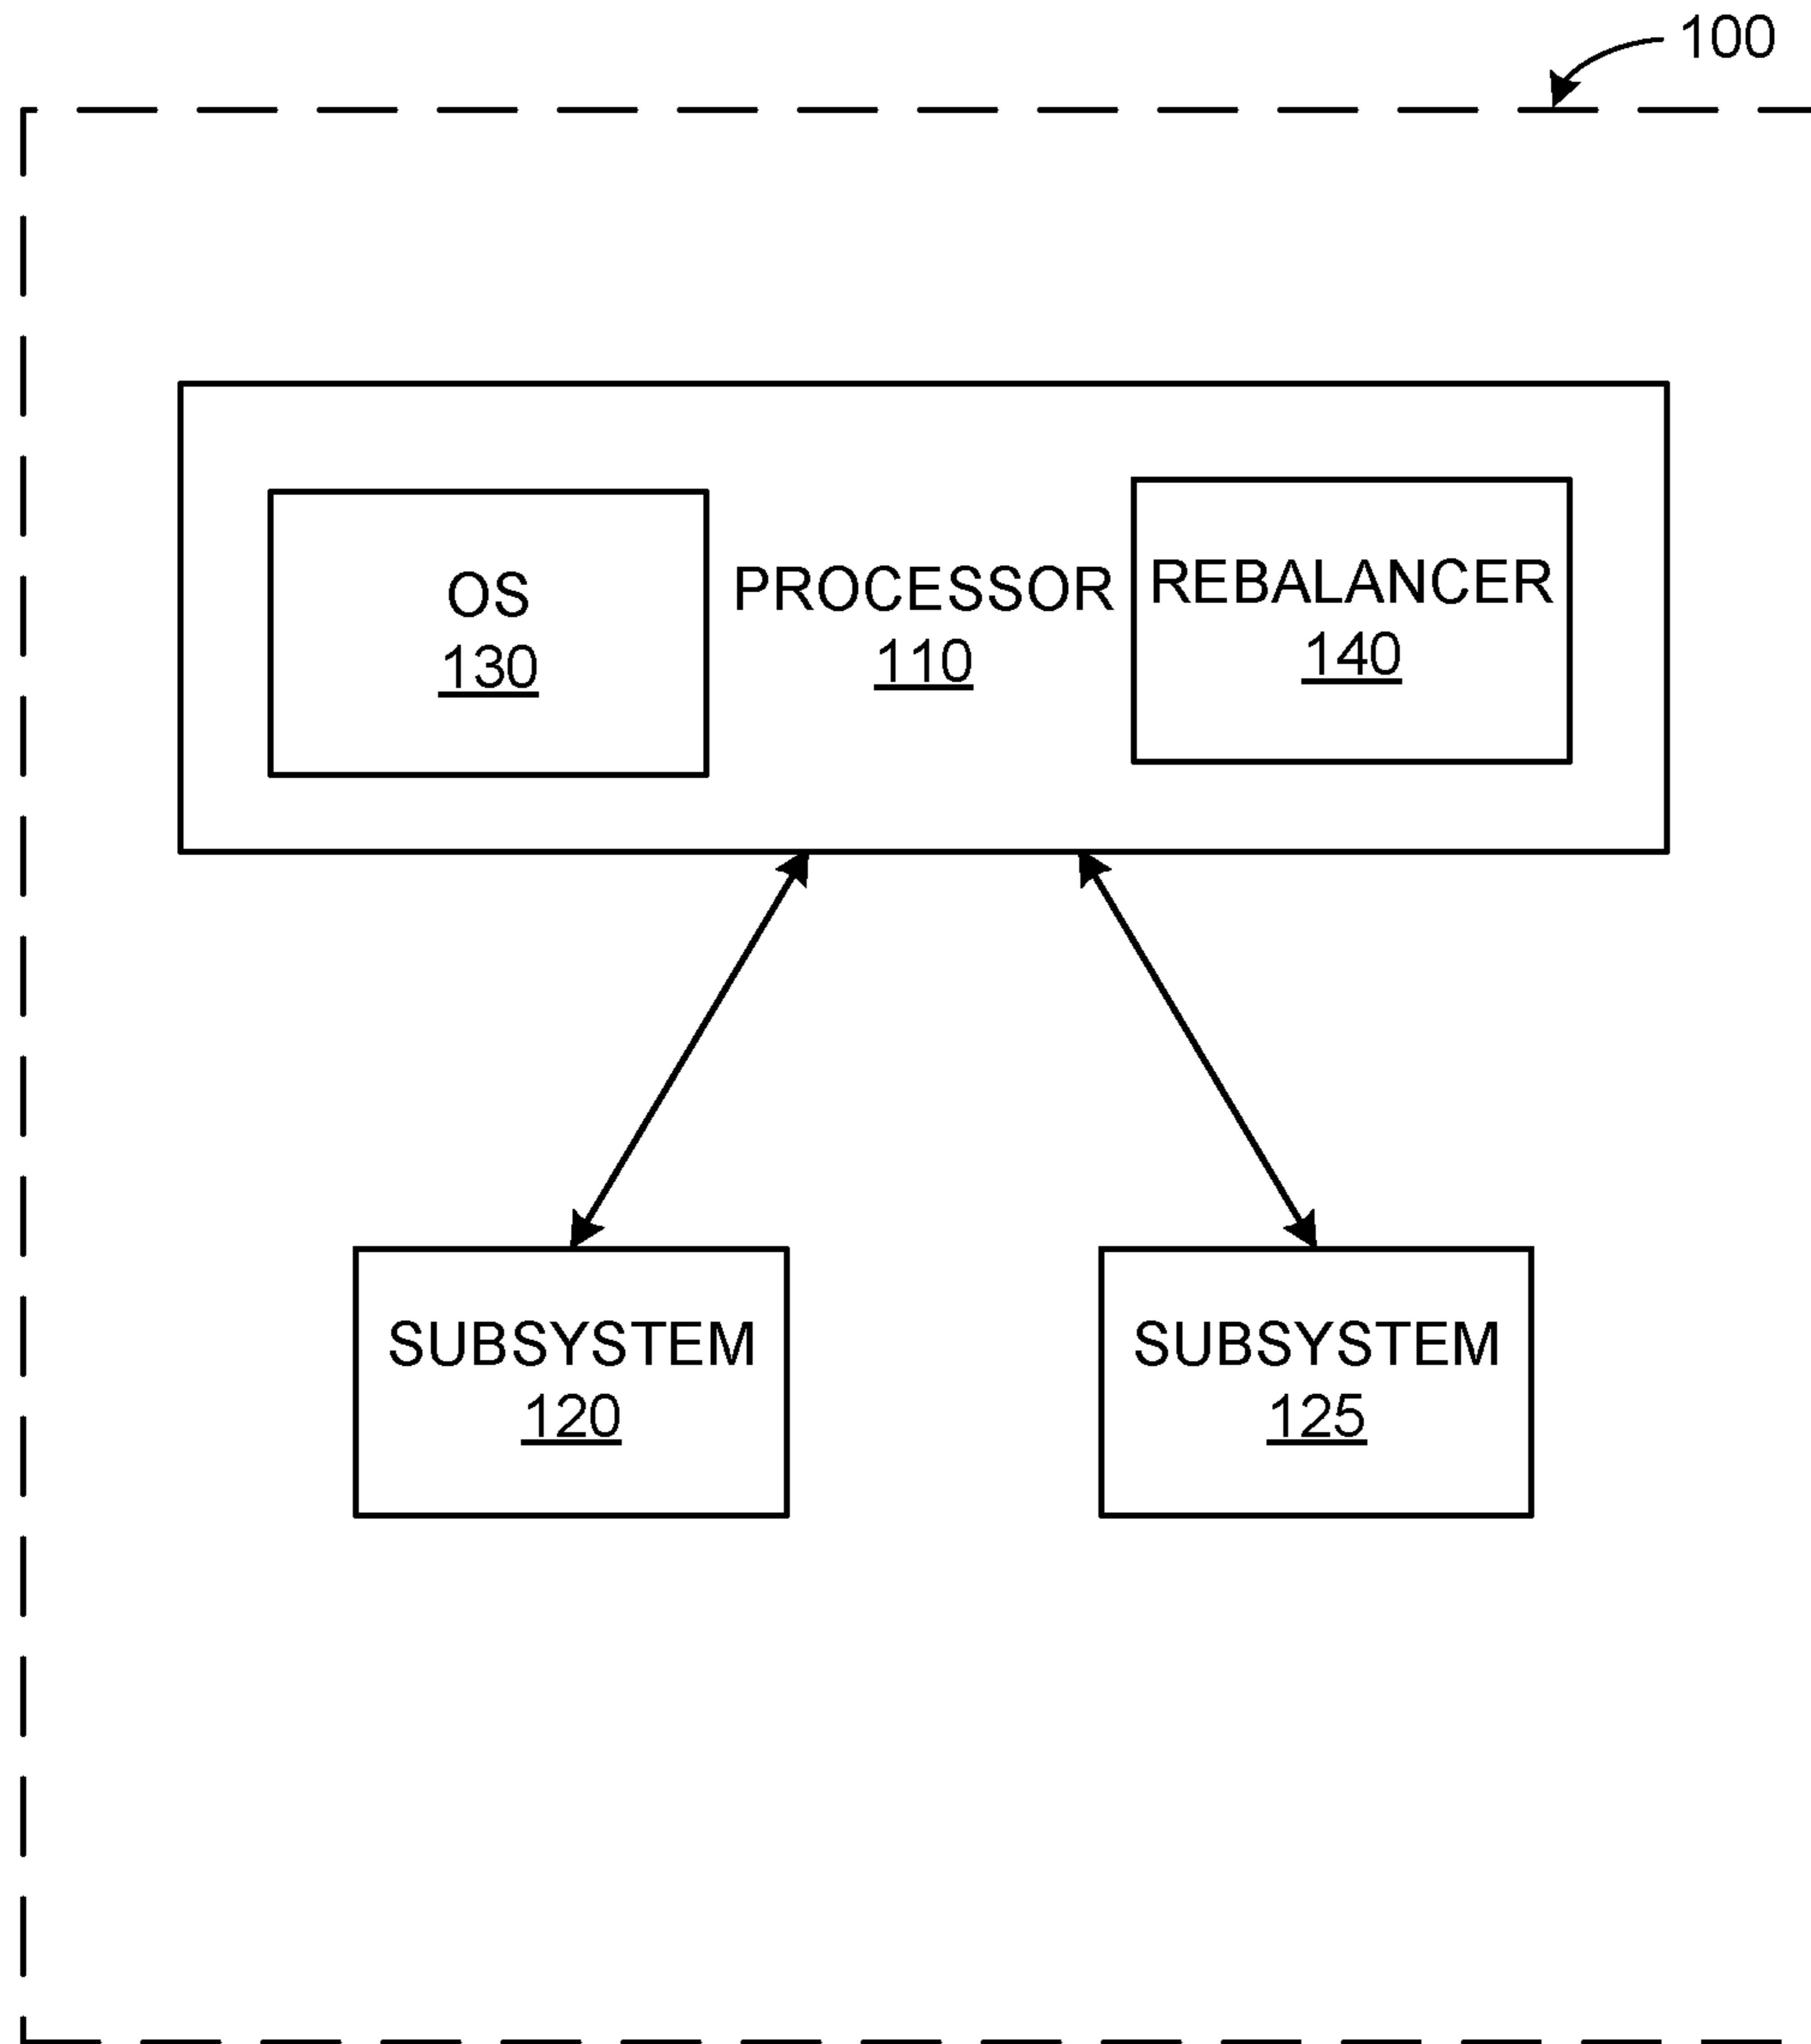 100
OS
130
PROCESSOR
110
REBALANCER
140
SUBSYSTEM
120
SUBSYSTEM
125